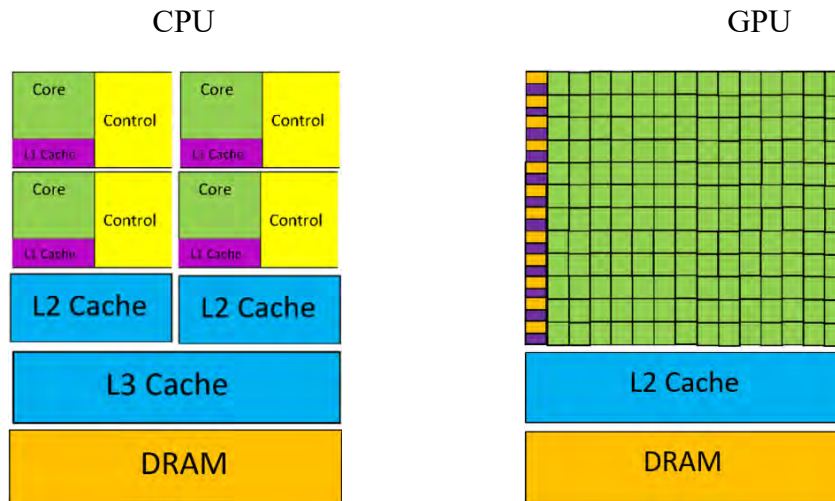 CPU
GPU
Core
Control
L1 Cache
Core
Control
L1 Cache
Core
Control
L1 Cache
Core
Control
L1 Cache
L2 Cache
L2 Cache
L3 Cache
DRAM
L2 Cache
DRAM